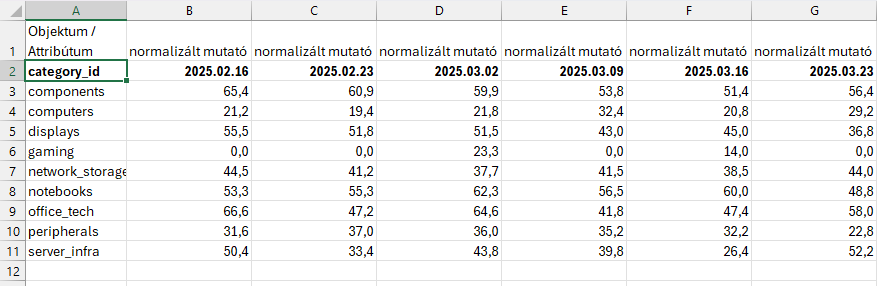 A B C D E F G
Objektum /
1 Attribútum normalizált mutató normalizált mutató normalizált mutató normalizált mutató normalizált mutató normalizált mutató
2 category_id 2025.02.16 2025.02.23 2025.03.02 2025.03.09 2025.03.16 2025.03.23
3 components 65,4 60,9 59,9 53,8 51,4 56,4
4 computers 21,2 19,4 21,8 32,4 20,8 29,2
5 displays 55,5 51,8 51,5 43,0 45,0 36,8
6 gaming 0,0 0,0 23,3 0,0 14,0 0,0
7 network_storage 44,5 41,2 37,7 41,5 38,5 44,0
8 notebooks 53,3 55,3 62,3 56,5 60,0 48,8
9 office_tech 66,6 47,2 64,6 41,8 47,4 58,0
10 peripherals 31,6 37,0 36,0 35,2 32,2 22,8
11 server_infra 50,4 33,4 43,8 39,8 26,4 52,2
12